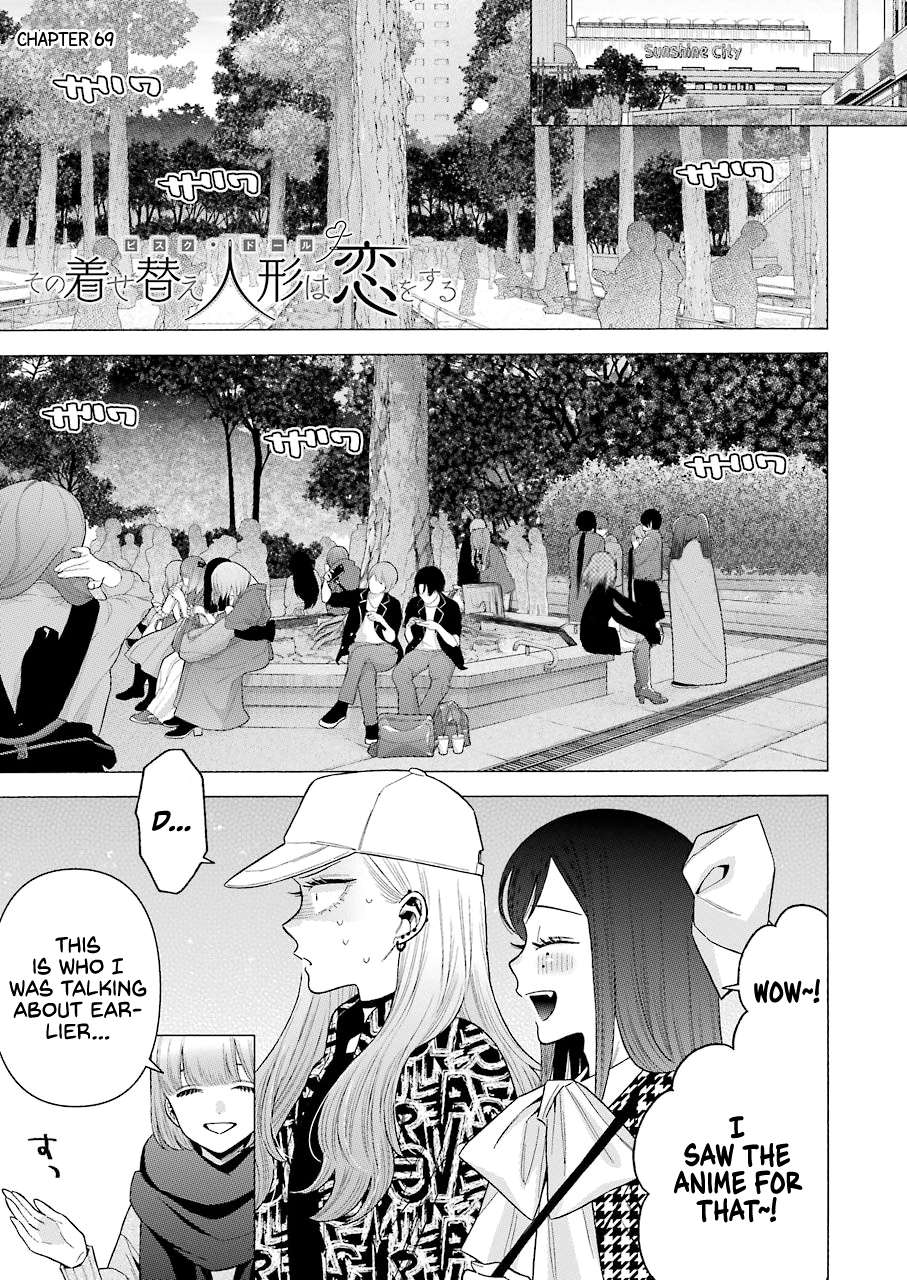 CHAPTER 69
Sunshine City
ザワ
ザワ
ザワ
ビスク・ドール
その着せ替え人形は恋をする
ザワ
ザワ
ザワ
WOW~!
I
SAW THE
ANIME FOR
THAT~!
D...
THIS
IS WHO I
WAS TALKING
ABOUT EAR-
LIER...
すっ